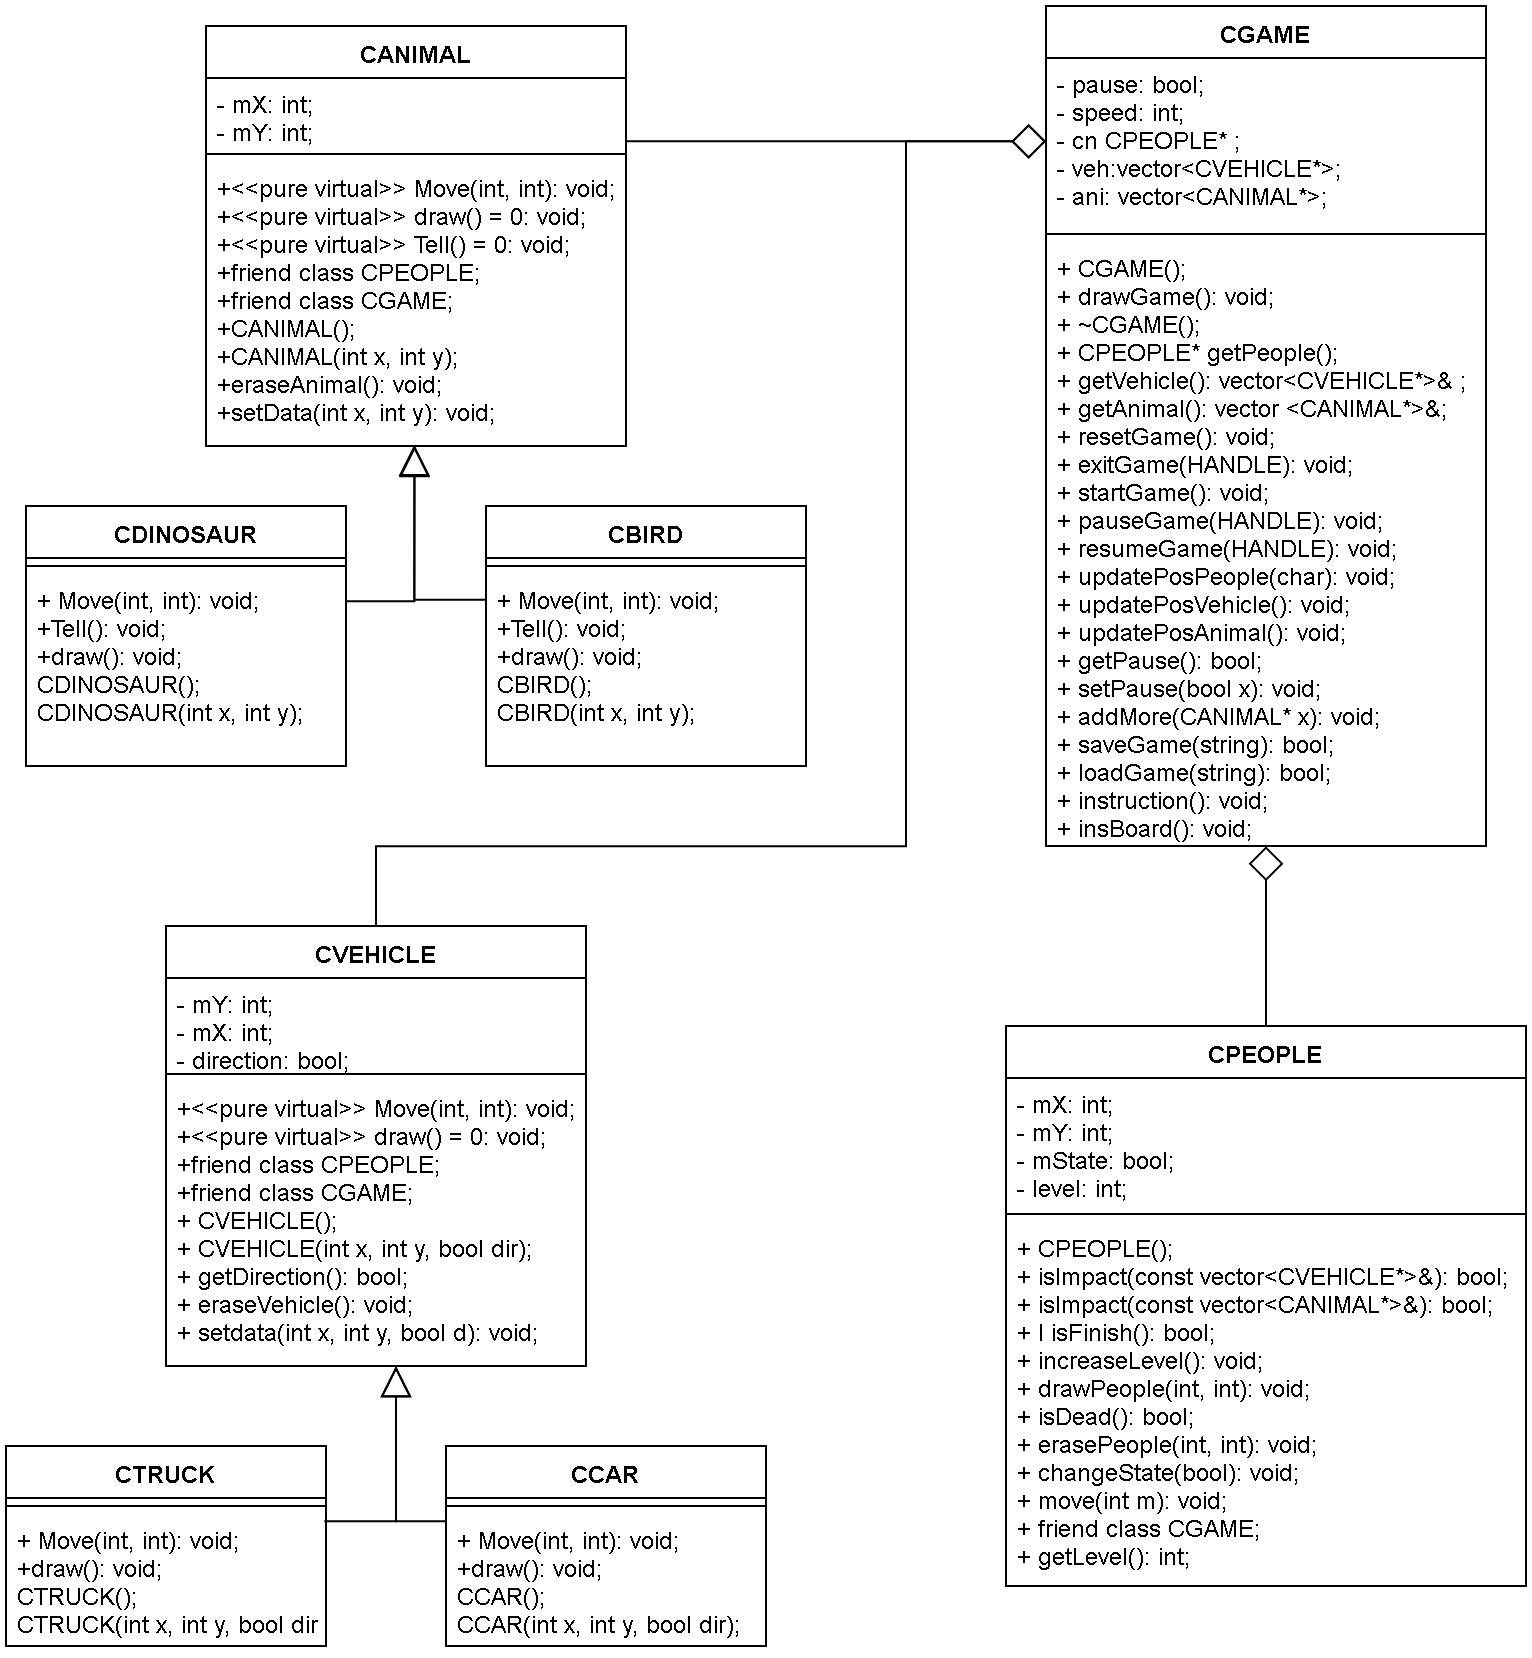 CANIMAL
- mX: int;
- mY: int;
+<<pure virtual>> Move(int, int): void;
+<<pure virtual>> draw() = 0: void;
+<<pure virtual>> Tell() = 0: void;
+friend class CPEOPLE;
+friend class CGAME;
+CANIMAL();
+CANIMAL(int x, int y);
+eraseAnimal(): void;
+setData(int x, int y): void;
CGAME
- pause: bool;
- speed: int;
- cn CPEOPLE* ;
- veh:vector<CVEHICLE*>;
- ani: vector<CANIMAL*>;
+ CGAME();
+ drawGame(): void;
+ ~CGAME();
+ CPEOPLE* getPeople();
+ getVehicle(): vector<CVEHICLE*>& ;
+ getAnimal(): vector <CANIMAL*>&;
+ resetGame(): void;
+ exitGame(HANDLE): void;
+ startGame(): void;
+ pauseGame(HANDLE): void;
+ resumeGame(HANDLE): void;
+ updatePosPeople(char): void;
+ updatePosVehicle(): void;
+ updatePosAnimal(): void;
+ getPause(): bool;
+ setPause(bool x): void;
+ addMore(CANIMAL* x): void;
+ saveGame(string): bool;
+ loadGame(string): bool;
+ instruction(): void;
+ insBoard(): void;
CDINOSAUR
+ Move(int, int): void;
+Tell(): void;
+draw(): void;
CDINOSAUR();
CDINOSAUR(int x, int y);
CBIRD
+ Move(int, int): void;
+Tell(): void;
+draw(): void;
CBIRD();
CBIRD(int x, int y);
CVEHICLE
- mY: int;
- mX: int;
- direction: bool;
+<<pure virtual>> Move(int, int): void;
+<<pure virtual>> draw() = 0: void;
+friend class CPEOPLE;
+friend class CGAME;
+ CVEHICLE();
+ CVEHICLE(int x, int y, bool dir);
+ getDirection(): bool;
+ eraseVehicle(): void;
+ setdata(int x, int y, bool d): void;
CPEOPLE
- mX: int;
- mY: int;
- mState: bool;
- level: int;
+ CPEOPLE();
+ isImpact(const vector<CVEHICLE*>&): bool;
+ isImpact(const vector<CANIMAL*>&): bool;
+ I isFinish(): bool;
+ increaseLevel(): void;
+ drawPeople(int, int): void;
+ isDead(): bool;
+ erasePeople(int, int): void;
+ changeState(bool): void;
+ move(int m): void;
+ friend class CGAME;
+ getLevel(): int;
CTRUCK
+ Move(int, int): void;
+draw(): void;
CTRUCK();
CTRUCK(int x, int y, bool dir
CCAR
+ Move(int, int): void;
+draw(): void;
CCAR();
CCAR(int x, int y, bool dir);